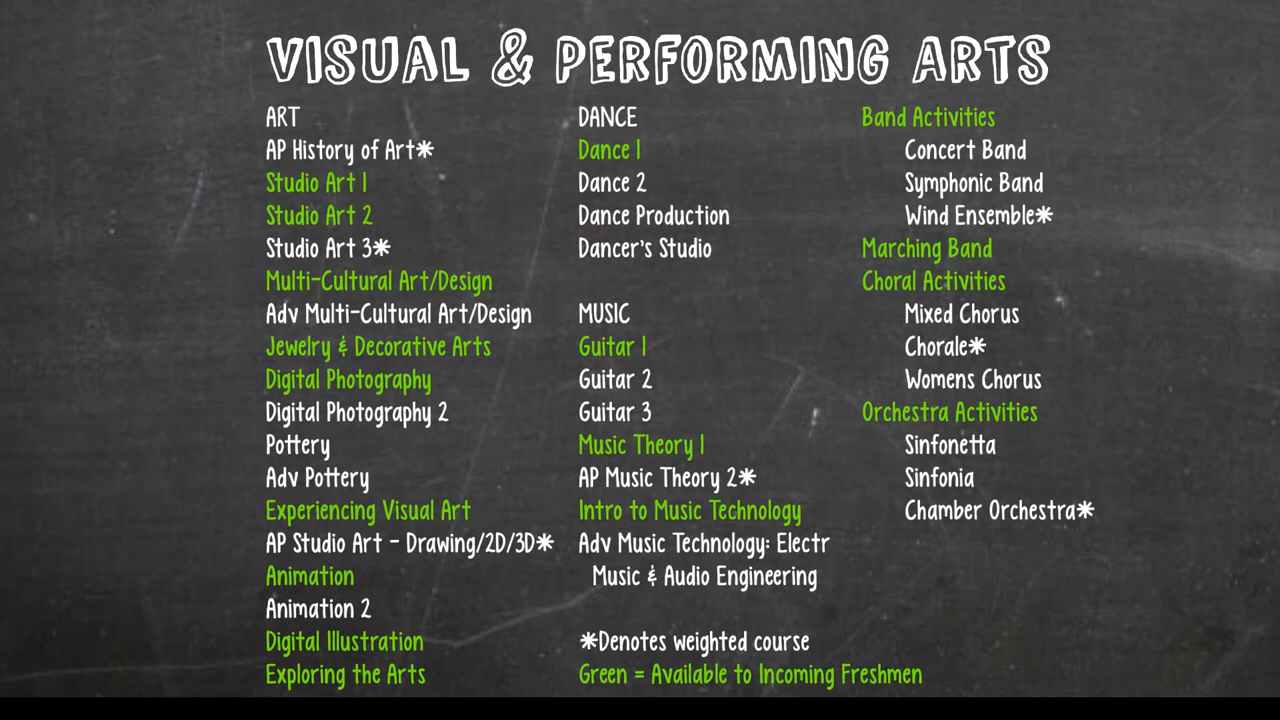 VISUAL & PERFORMING ARTS
ART
AP History of Art*
Studio Art 1
Studio Art 2
Studio Art 3*
Multi-Cultural Art/Design
Adv Multi-Cultural Art/Design
Jewelry & Decorative Arts
Digital Photography
Digital Photography 2
Pottery
Adv Pottery
Experiencing Visual Art
AP Studio Art - Drawing/2D/3D*
Animation
Animation 2
Digital Illustration
Exploring the Arts
DANCE
Dance 1
Dance 2
Dance Production
Dancer's Studio
MUSIC
Guitar 1
Guitar 2
Guitar 3
Music Theory 1
AP Music Theory 2*
Intro to Music Technology
Adv Music Technology: Electr
Music & Audio Engineering
*Denotes weighted course
Green = Available to Incoming Freshmen
Band Activities
Concert Band
Symphonic Band
Wind Ensemble*
Marching Band
Choral Activities
Mixed Chorus
Chorale*
Womens Chorus
Orchestra Activities
Sinfonetta
Sinfonia
Chamber Orchestra*